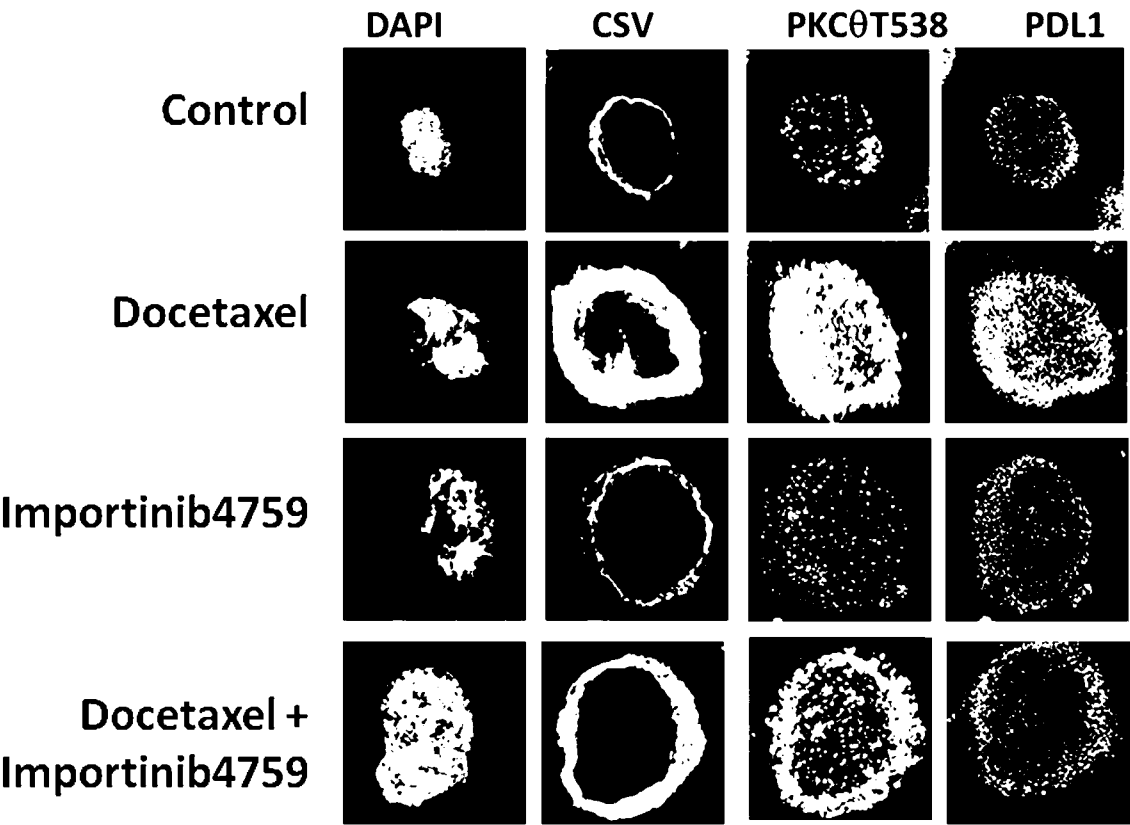 DAPI CSV PKCθT538 PDL1
Control
Docetaxel
Importinib4759
Docetaxel +
Importinib4759